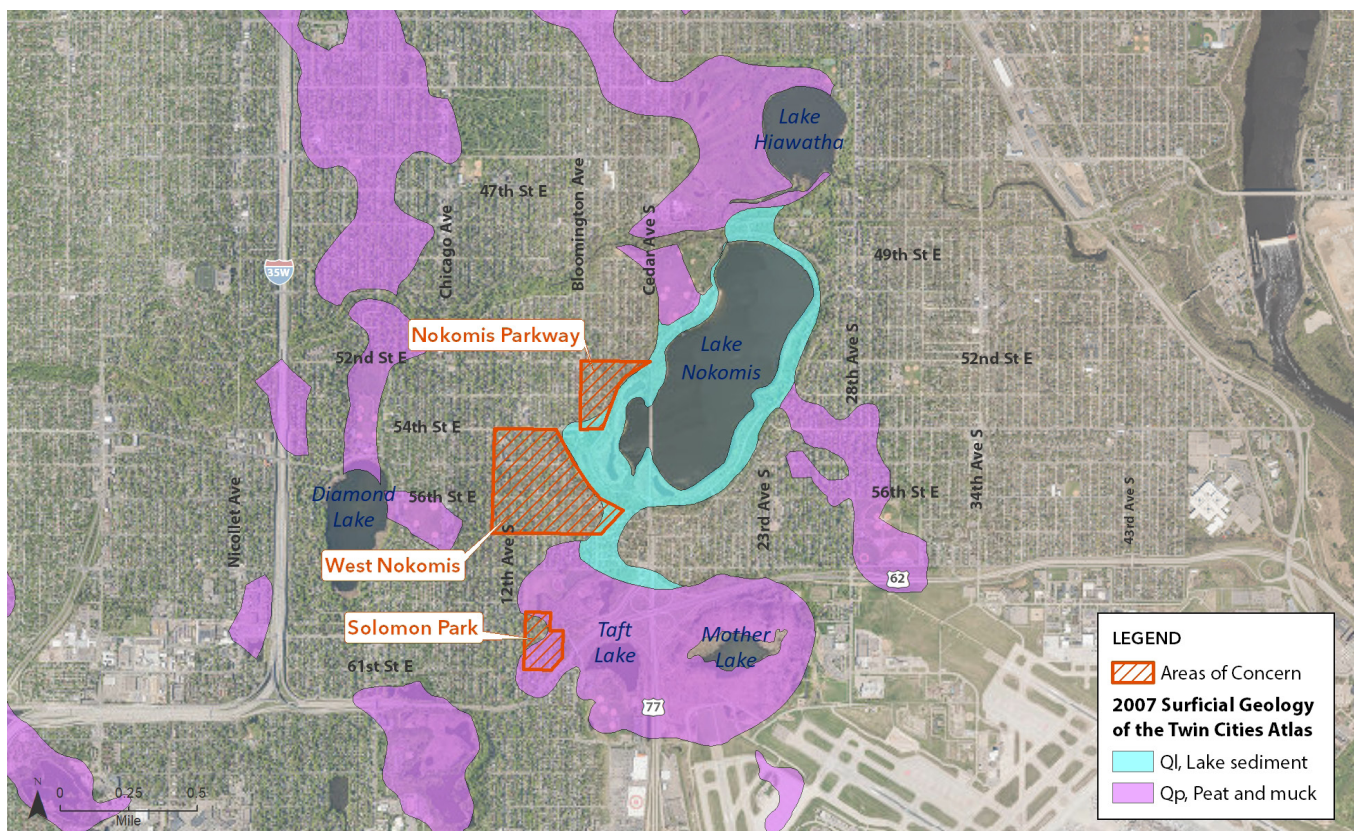 Lake
Hiawatha
47th St E
Bloomington Ave
Chicago Ave
Cedar Ave S
49th St E
35W
Nokomis Parkway
Lake
Nokomis
28th Ave S
52nd St E
52nd St E
54th St E
34th Ave S
Diamond
Lake
56th St E
56th St E
23rd Ave S
43rd Ave S
Nicollet Ave
West Nokomis
12th Ave S
62
Solomon Park
Taft
Lake
Mother
Lake
61st St E
77
LEGEND
Areas of Concern
2007 Surficial Geology
of the Twin Cities Atlas
Ql, Lake sediment
Qp, Peat and muck
N
0 0.25 0.5
Mile